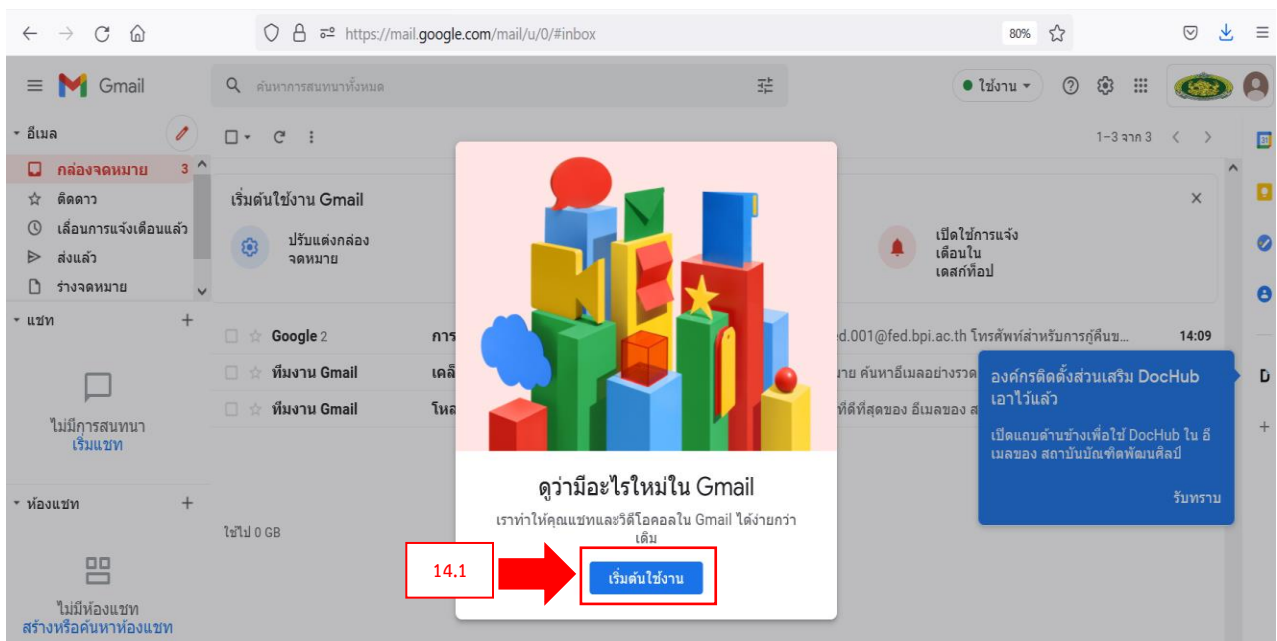 https://mail.google.com/mail/u/0/#inbox
80%
Gmail
ค้นหาการสนทนาทั้งหมด
ใช้งาน
อีเมล
1–3 จาก 3
กล่องจดหมาย 3
ติดดาว
เลื่อนการแจ้งเตือนแล้ว
ส่งแล้ว
ร่างจดหมาย
แชท
ไม่มีการสนทนา
เริ่มแชท
ห้องแชท
ไม่มีห้องแชท
สร้างหรือค้นหาห้องแชท
เริ่มต้นใช้งาน Gmail
ปรับแต่งกล่อง
จดหมาย
เปิดใช้การแจ้ง
เตือนใน
เดสก์ท็อป
Google 2 การ d.001@fed.bpi.ac.th โทรศัพท์สำหรับการกู้คืนข... 14:09
ทีมงาน Gmail เคล็ ค้นหาอีเมลอย่างรวด
ทีมงาน Gmail โหล ที่ดีที่สุดของ อีเมลของ ส
ใช้ไป 0 GB
ดูว่ามีอะไรใหม่ใน Gmail
เราทำให้คุณแชทและวิดีโอคอลใน Gmail ได้ง่ายกว่า
เดิม
14.1
เริ่มต้นใช้งาน
องค์กรติดตั้งส่วนเสริม DocHub
เอาไว้แล้ว
เปิดแถบด้านข้างเพื่อใช้ DocHub ใน อี
เมลของ สถาบันบัณฑิตพัฒนศิลป์
รับทราบ
31
D